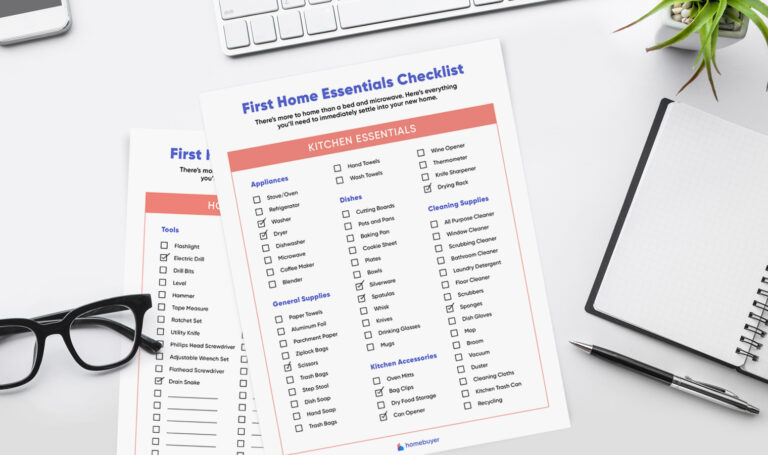 First Home Essentials Checklist
There's more to home than a bed and microwave. Here's everything
you'll need to immediately settle into your new home.
KITCHEN ESSENTIALS
Appliances
Stove/Oven
Refrigerator
Washer
Dryer
Dishwasher
Microwave
Coffee Maker
Blender
General Supplies
Paper Towels
Aluminum Foil
Parchment Paper
Ziplock Bags
Scissors
Trash Bags
Step Stool
Dish Soap
Hand Soap
Trash Bags
Hand Towels
Wash Towels
Dishes
Cutting Boards
Pots and Pans
Baking Pan
Cookie Sheet
Plates
Bowls
Silverware
Spatulas
Whisk
Knives
Drinking Glasses
Mugs
Kitchen Accessories
Oven Mitts
Bag Clips
Dry Food Storage
Can Opener
Wine Opener
Thermometer
Knife Sharpener
Drying Rack
Cleaning Supplies
All Purpose Cleaner
Window Cleaner
Scrubbing Cleaner
Bathroom Cleaner
Laundry Detergent
Floor Cleaner
Scrubbers
Sponges
Dish Gloves
Mop
Broom
Vacuum
Duster
Cleaning Cloths
Kitchen Trash Can
Recycling
homebuyer
First
There's more
you'l
HO
Tools
Flashlight
Electric Drill
Drill Bits
Level
Hammer
Tape Measure
Ratchet Set
Utility Knife
Philips Head Screwdriver
Adjustable Wrench Set
Flathead Screwdriver
Drain Snake